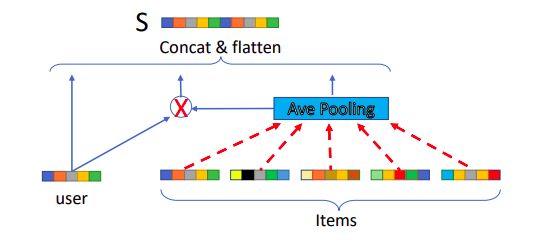 S
Concat & flatten
X
Ave Pooling
user
Items